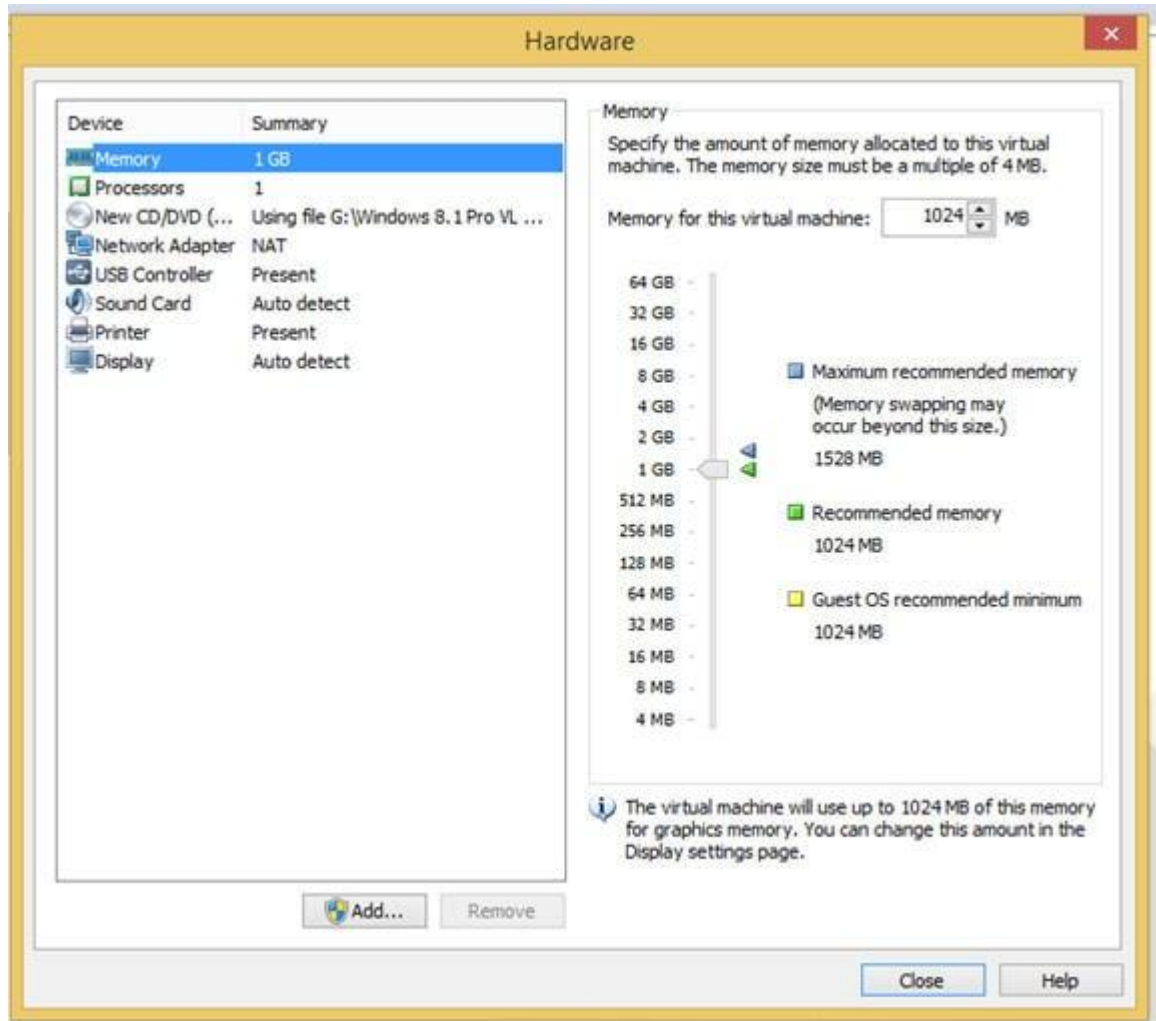 Hardware
Device Summary
Memory 1 GB
Processors 1
New CD/DVD (... Using file G:\Windows 8.1 Pro VL ...
Network Adapter NAT
USB Controller Present
Sound Card Auto detect
Printer Present
Display Auto detect
Add...
Remove
Memory
Specify the amount of memory allocated to this virtual
machine. The memory size must be a multiple of 4 MB.
Memory for this virtual machine: 1024 MB
64 GB
32 GB
16 GB
8 GB
4 GB
2 GB
1 GB
512 MB
256 MB
128 MB
64 MB
32 MB
16 MB
8 MB
4 MB
Maximum recommended memory
(Memory swapping may
occur beyond this size.)
1528 MB
Recommended memory
1024 MB
Guest OS recommended minimum
1024 MB
The virtual machine will use up to 1024 MB of this memory
for graphics memory. You can change this amount in the
Display settings page.
Close
Help